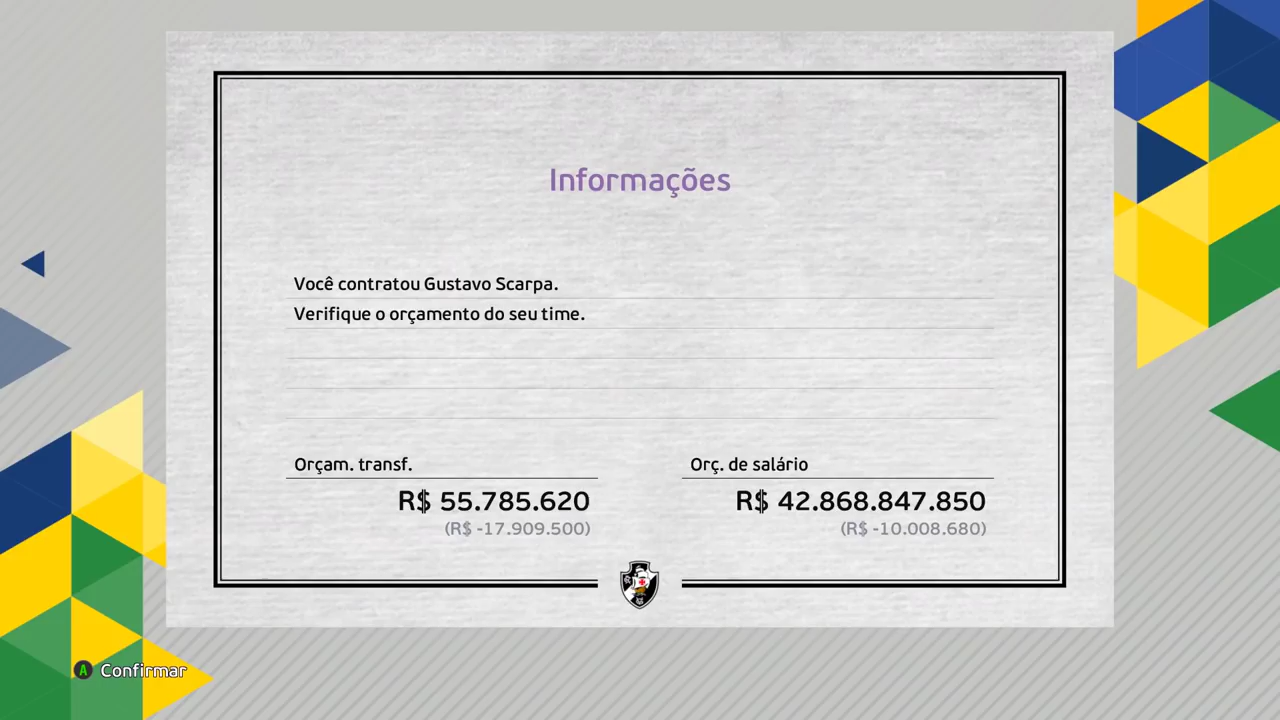 Informações
Você contratou Gustavo Scarpa.
Verifique o orçamento do seu time.
Orçam. transf.
R$ 55.785.620
(R$ -17.909.500)
Orç. de salário
R$ 42.868.847.850
(R$ -10.008.680)
A Confirmar